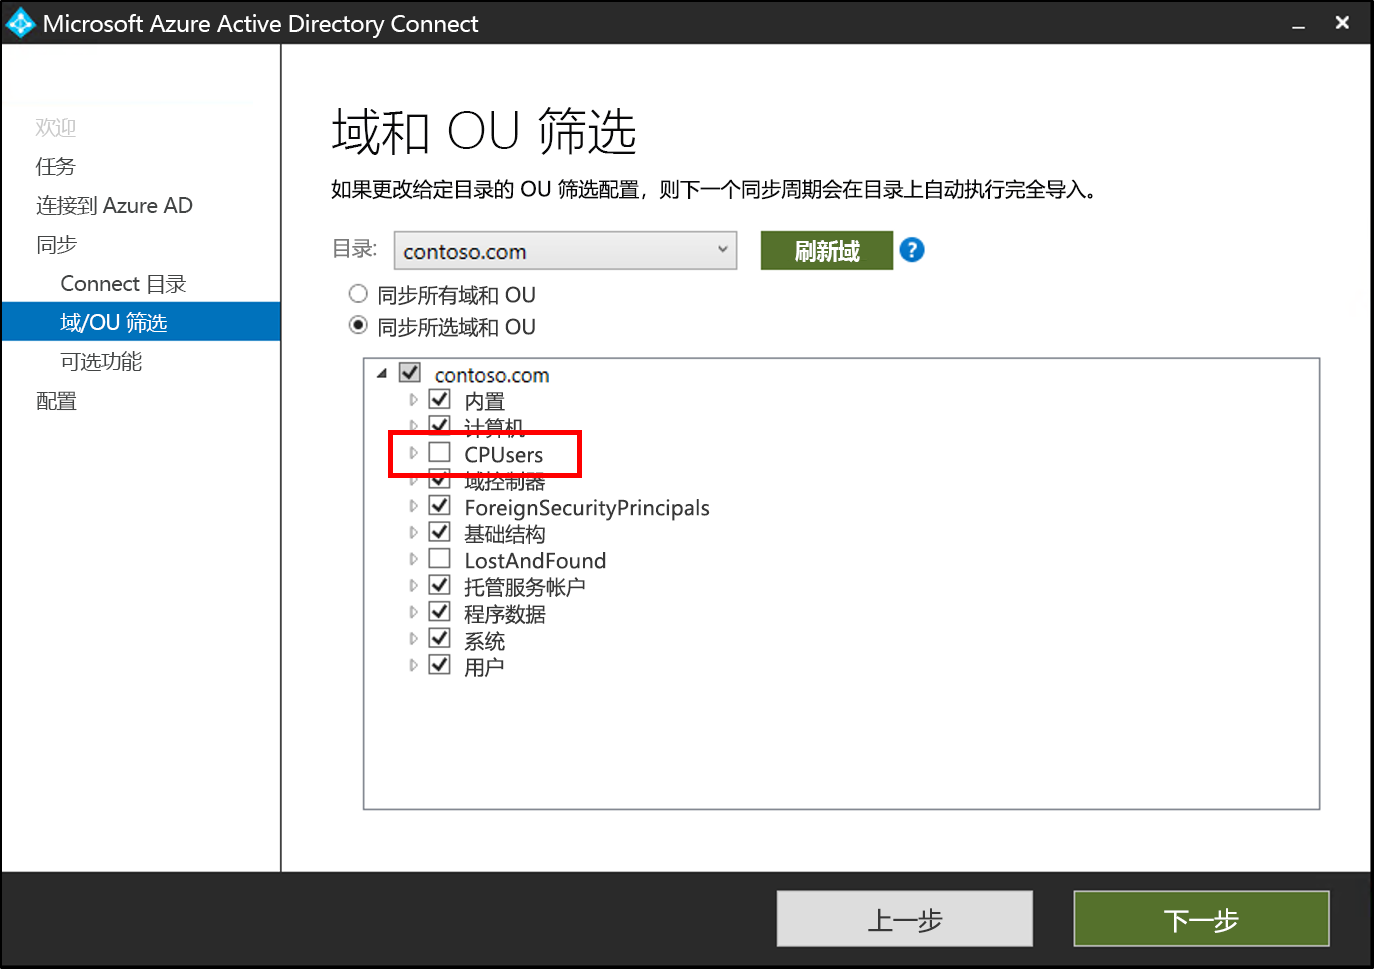 Microsoft Azure Active Directory Connect
欢迎
任务
连接到 Azure AD
同步
Connect 目录
域/OU 筛选
可选功能
配置
域和 OU 筛选
如果更改给定目录的 OU 筛选配置，则下一个同步周期会在目录上自动执行完全导入。
目录: contoso.com 刷新域 ?
同步所有域和 OU
同步所选域和 OU
contoso.com
内置
计算机
CPUsers
域控制器
ForeignSecurityPrincipals
基础结构
LostAndFound
托管服务帐户
程序数据
系统
用户
上一步 下一步